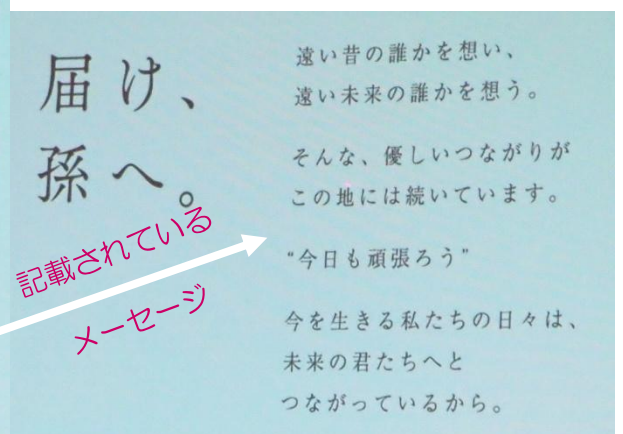 届け、
孫へ。
遠い昔の誰かを想い、
遠い未来の誰かを想う。
そんな、優しいつながりが
この地には続いています。
"今日も頑張ろう"
今を生きる私たちの日々は、
未来の君たちへと
つながっているから。
記載されている
メーセージ